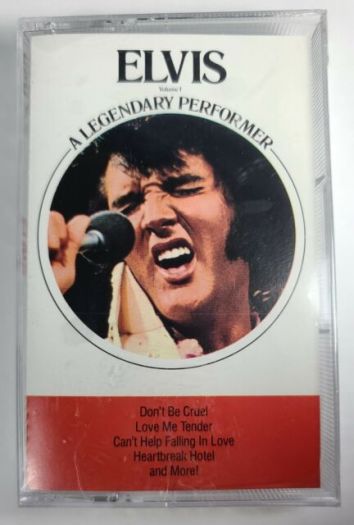 ELVIS
Volume 1
A LEGENDARY PERFORMER
Don't Be Cruel
Love Me Tender
Can't Help Falling In Love
Heartbreak Hotel
and More!